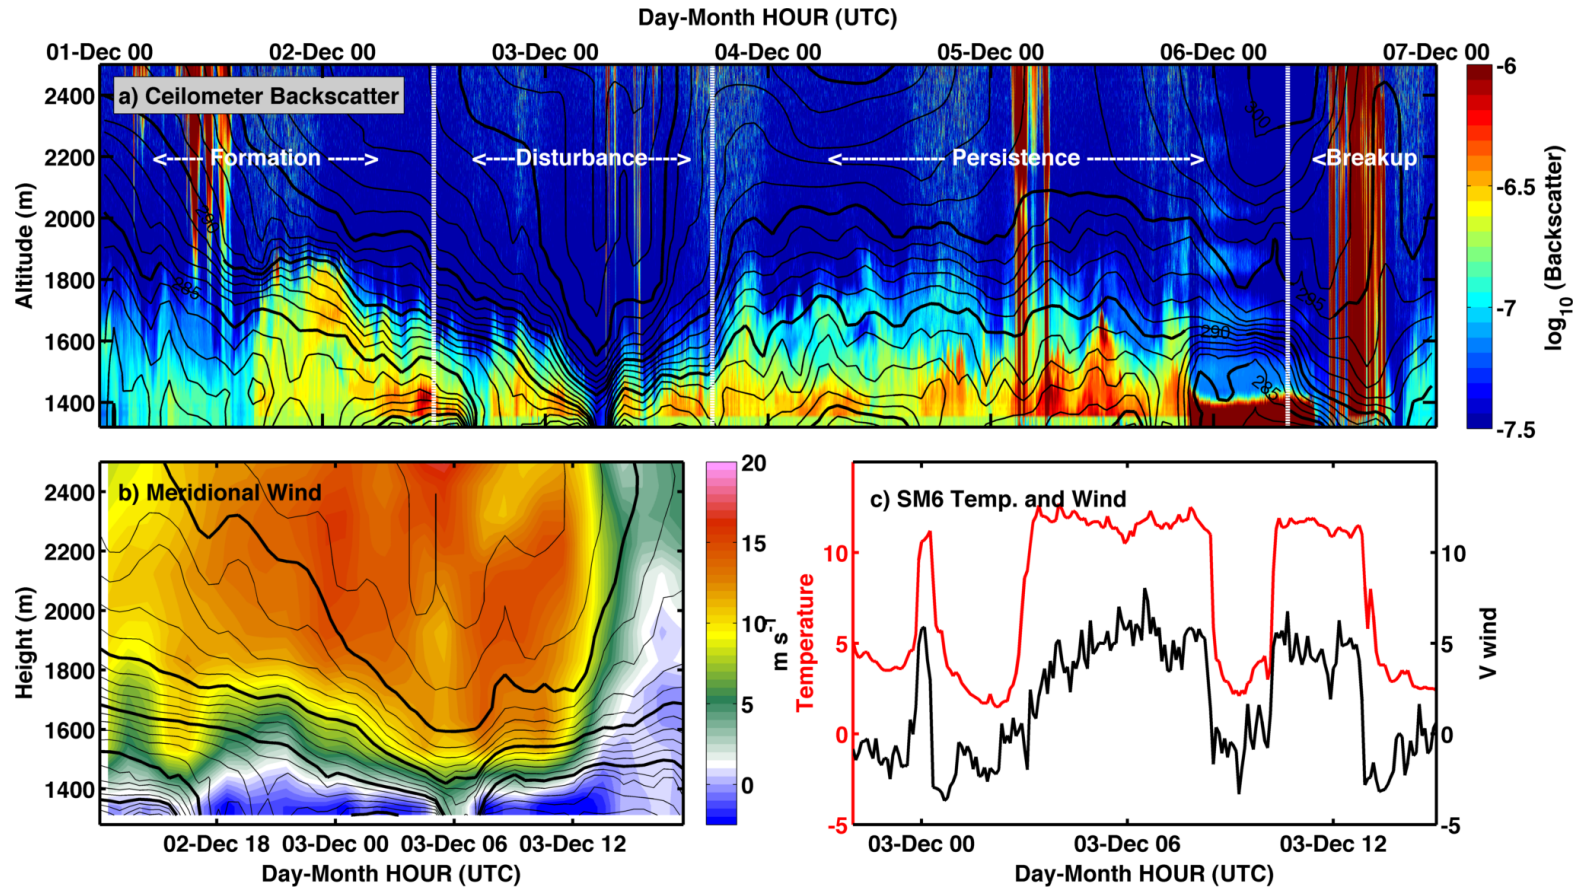 Day-Month HOUR (UTC)
01-Dec 00 02-Dec 00 03-Dec 00 04-Dec 00 05-Dec 00 06-Dec 00 07-Dec 00
a) Ceilometer Backscatter
<----- Formation -----> <----Disturbance----> <------------- Persistence -------------> <Breakup
Altitude (m)
2400
2200
2000
1800
1600
1400
290
285
300
295
290
285
-6
-6.5
-7
-7.5
log10 (Backscatter)
b) Meridional Wind
Height (m)
2400
2200
2000
1800
1600
1400
02-Dec 18 03-Dec 00 03-Dec 06 03-Dec 12
Day-Month HOUR (UTC)
20
15
10
5
0
m s-1
c) SM6 Temp. and Wind
Temperature
10
5
0
-5
10
5
0
-5
V wind
03-Dec 00 03-Dec 06 03-Dec 12
Day-Month HOUR (UTC)